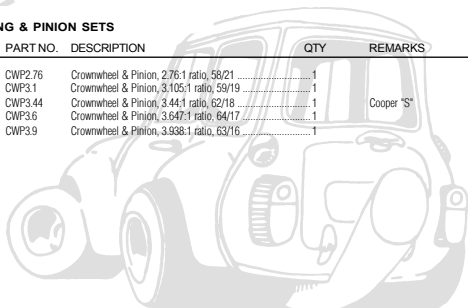 NG & PINION SETS
PART NO. DESCRIPTION QTY REMARKS
CWP2.76 Crownwheel & Pinion, 2.76:1 ratio, 58/21 ............................ 1
CWP3.1 Crownwheel & Pinion, 3.105:1 ratio, 59/19 .......................... 1
CWP3.44 Crownwheel & Pinion, 3.44:1 ratio, 62/18 ............................ 1 Cooper "S"
CWP3.6 Crownwheel & Pinion, 3.647:1 ratio, 64/17 .......................... 1
CWP3.9 Crownwheel & Pinion, 3.938:1 ratio, 63/16 .......................... 1